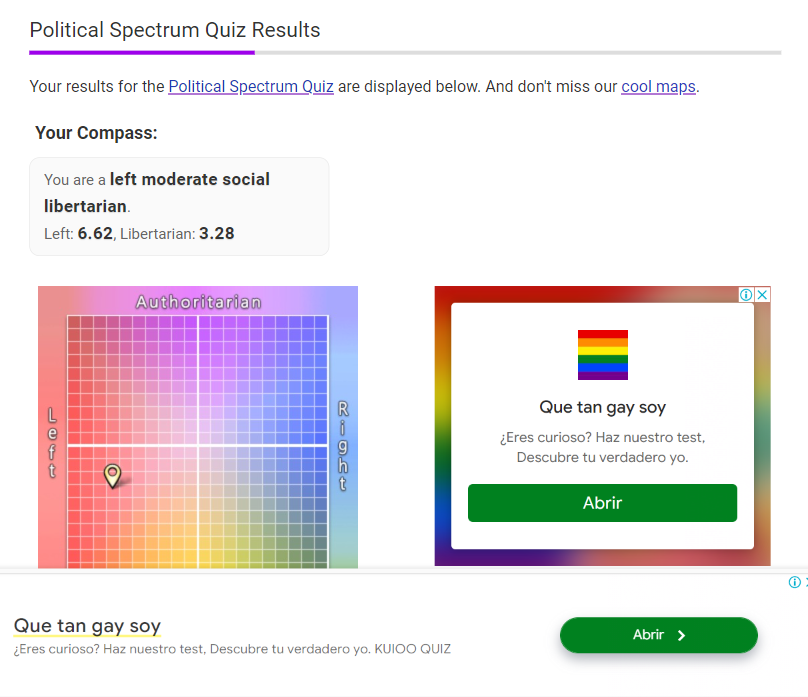 Political Spectrum Quiz Results
Your results for the Political Spectrum Quiz are displayed below. And don't miss our cool maps.
Your Compass:
You are a left moderate social
libertarian.
Left: 6.62, Libertarian: 3.28
Authoritarian
Left
Right
Que tan gay soy
¿Eres curioso? Haz nuestro test,
Descubre tu verdadero yo.
Abrir
Que tan gay soy
¿Eres curioso? Haz nuestro test, Descubre tu verdadero yo. KUIOO QUIZ
Abrir